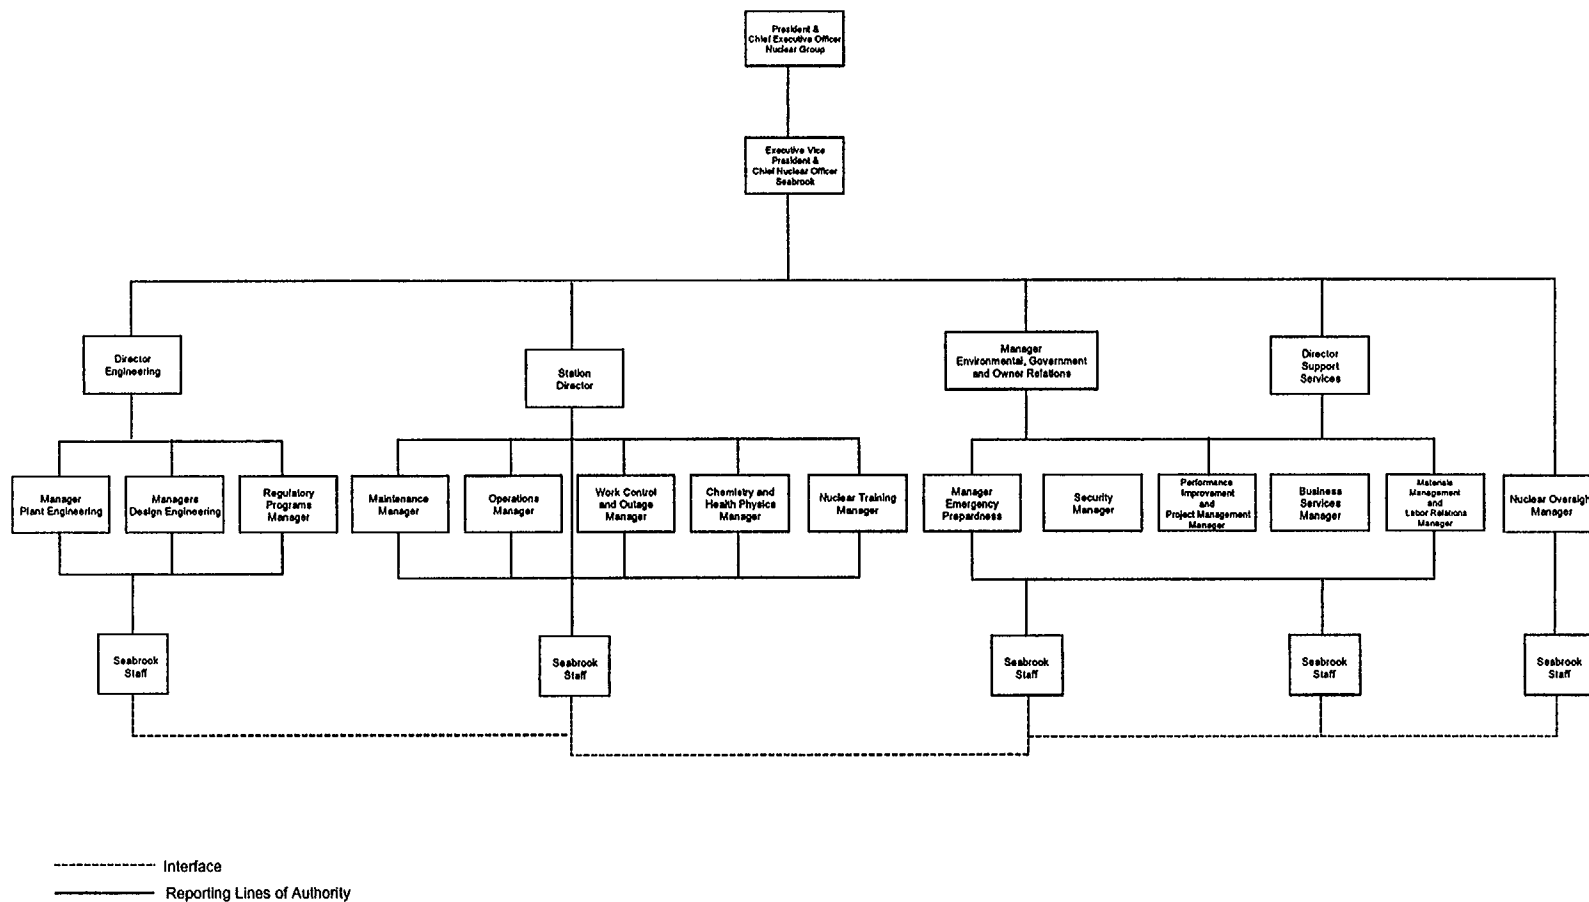 President &
Chief Executive Officer
Nuclear Group
Executive Vice
President &
Chief Nuclear Officer
Seabrook
Director
Engineering
Station
Director
Manager
Environmental, Government
and Owner Relations
Director
Support
Services
Manager
Plant Engineering
Managers
Design Engineering
Regulatory
Programs
Manager
Maintenance
Manager
Operations
Manager
Work Control
and Outage
Manager
Chemistry and
Health Physics
Manager
Nuclear Training
Manager
Manager
Emergency
Prepardness
Security
Manager
Performance
Improvement
and
Project Management
Manager
Business
Services
Manager
Materials
Management
and
Labor Relations
Manager
Nuclear Oversigh
Manager
Seabrook
Staff
Seabrook
Staff
Seabrook
Staff
Seabrook
Staff
Seabrook
Staff
Interface
Reporting Lines of Authority